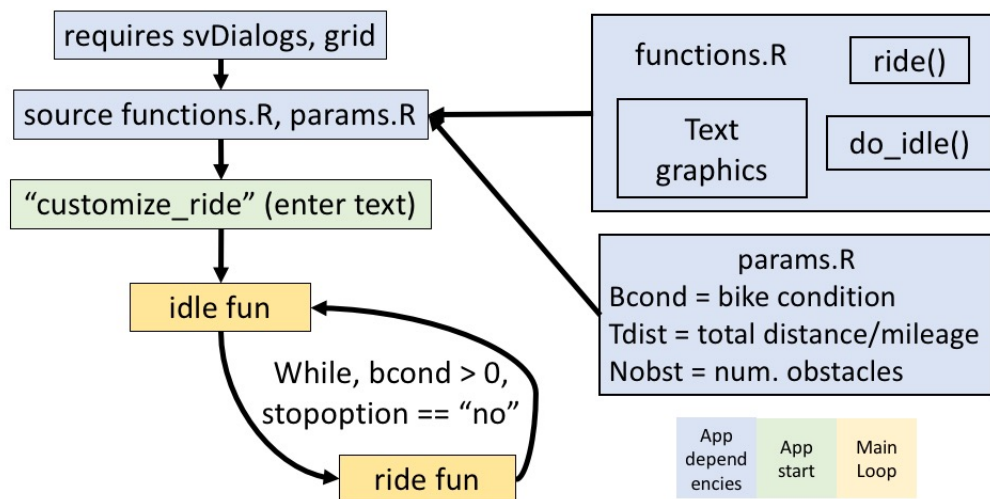 requires svDialogs, grid
source functions.R, params.R
“customize_ride” (enter text)
idle fun
While, bcond > 0,
stopoption == “no”
ride fun
functions.R
ride()
Text
graphics
do_idle()
params.R
Bcond = bike condition
Tdist = total distance/mileage
Nobst = num. obstacles
App
depend
encies
App
start
Main
Loop